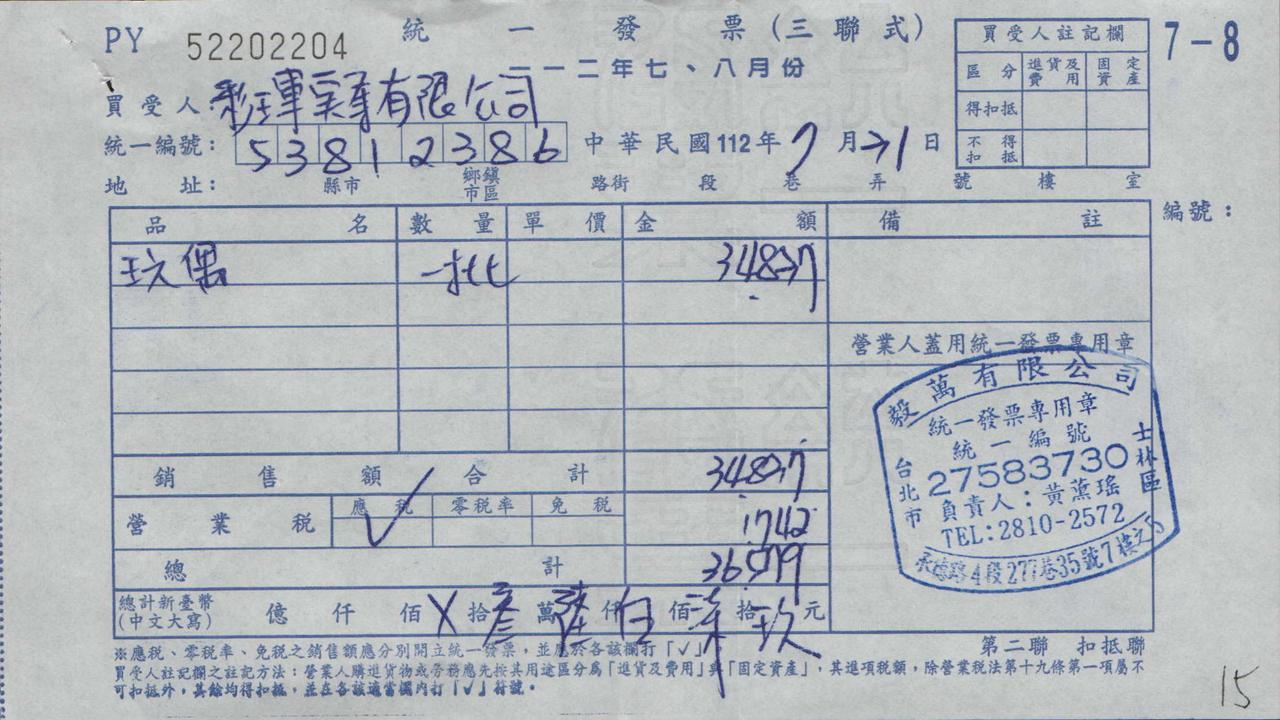 PY 52202204 統一發票(三聯式) 7-8
一一二年七、八月份
買受人註記欄
區分 進貨及費用 固定資產
得扣抵
不得扣抵
買受人: 有限公司
統一編號: 53812386 中華民國112年7月31日
地址: 縣市 鄉鎮市區 路街 段 巷 弄 號 樓 室
編號:
品名 數量 單價 金額 備註
玩偶 一批 34837
營業人蓋用統一發票專用章
銷售額合計 34837
營業稅 應稅 ✓ 零稅率 免稅 1742
總計 36579
總計新臺幣(中文大寫) 億 仟 佰 X 拾 叁 萬 陸 仟 伍 佰 柒 拾 玖 元
毅萬有限公司
統一發票專用章
統一編號
27583730
負責人:黃薰瑤
TEL:2810-2572
台北市士林區
承德路4段277巷35號7樓之5
第二聯 扣抵聯
※應稅、零稅率、免稅之銷售額應分別開立統一發票,並應於各該欄打「✓」。
買受人註記欄之註記方法:營業人購進貨物或勞務應先按其用途區分為「進貨及費用」與「固定資產」,其進項稅額,除營業稅法第十九條第一項屬不
可扣抵外,其餘均得扣抵,並在各該適當欄內打「✓」符號。
15